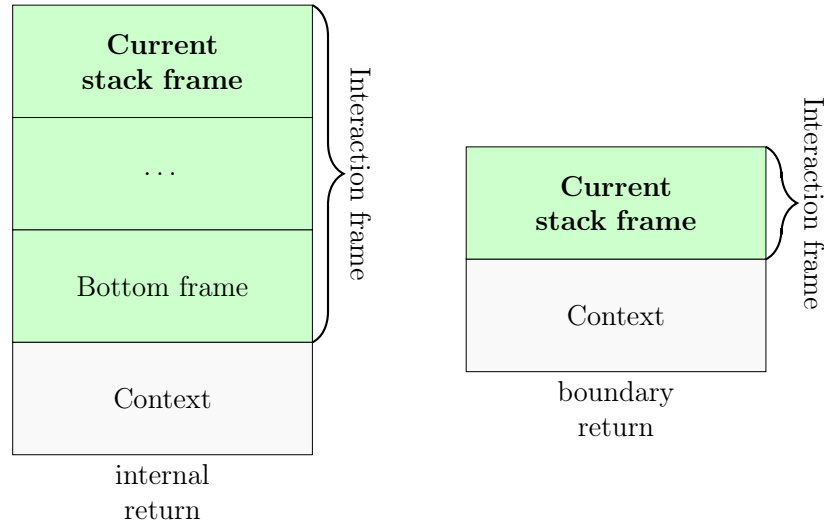 Current
stack frame
...
Bottom frame
Context
Interaction frame
internal
return
Current
stack frame
Context
Interaction frame
boundary
return